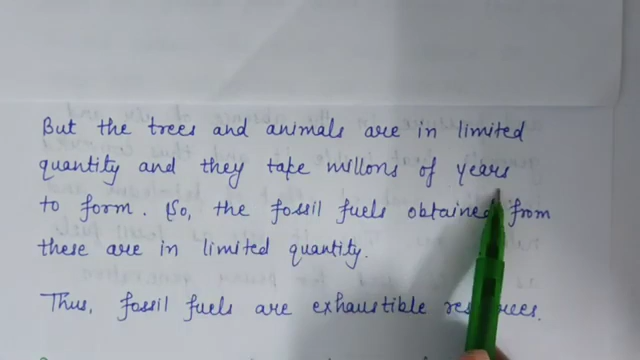 But the trees and animals are in limited
quantity and they take millons of years
to form. So, the fossil fuels obtained from
these are in limited quantity.
Thus, fossil fuels are exhaustible resources.